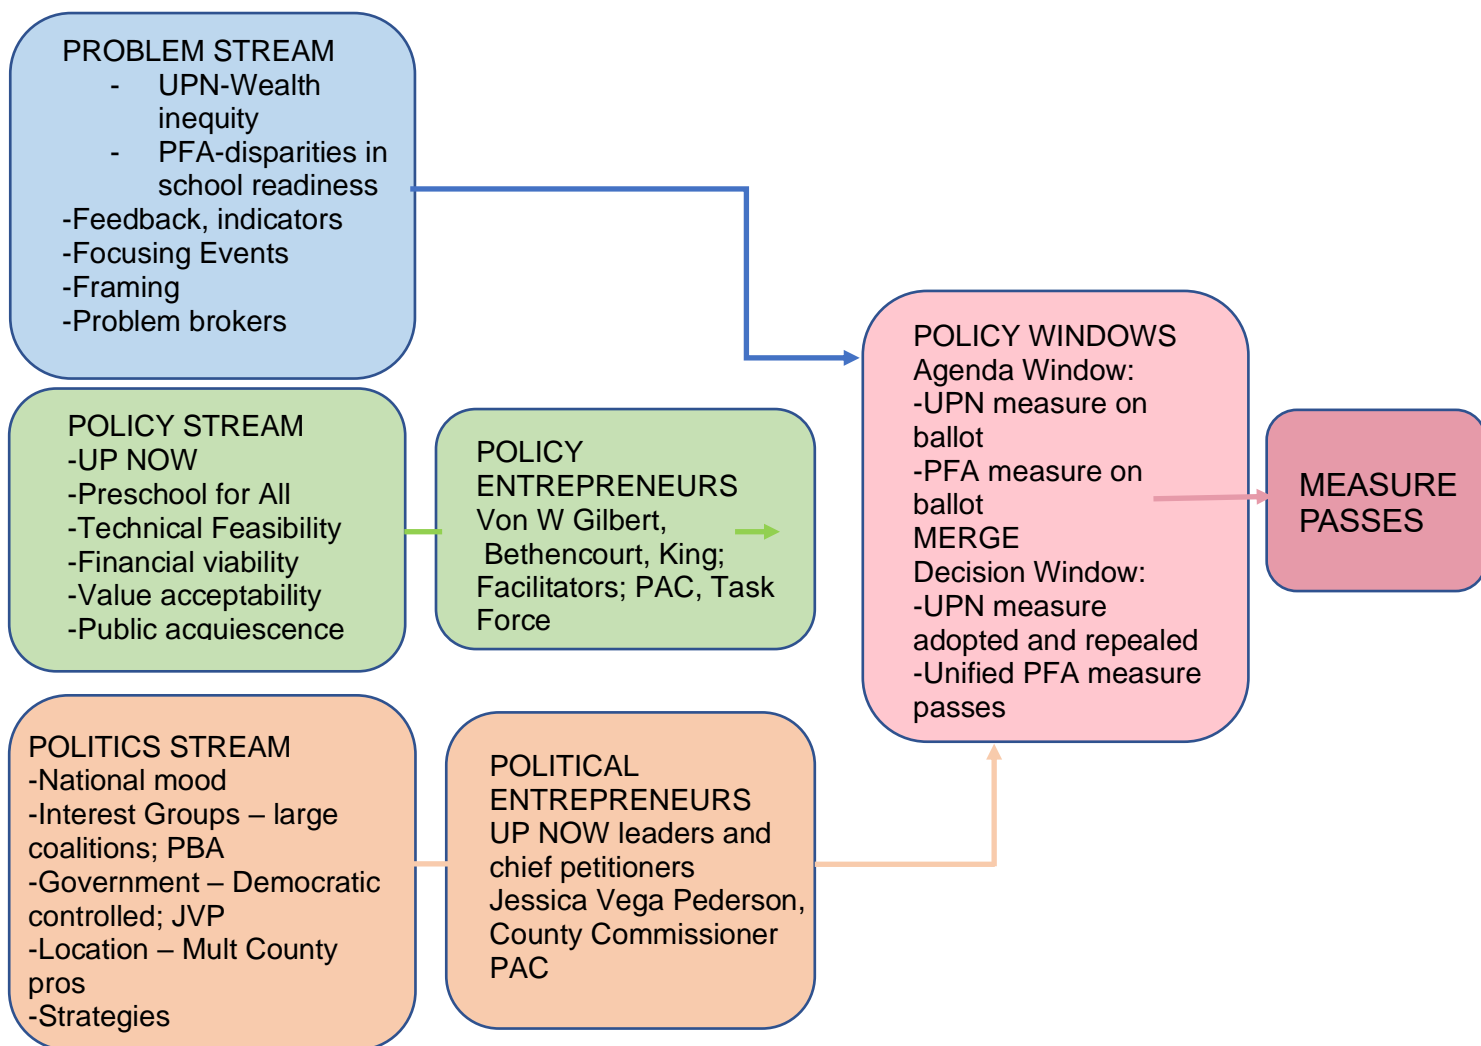 PROBLEM STREAM
- UPN-Wealth
inequity
- PFA-disparities in
school readiness
-Feedback, indicators
-Focusing Events
-Framing
-Problem brokers
POLICY STREAM
-UP NOW
-Preschool for All
-Technical Feasibility
-Financial viability
-Value acceptability
-Public acquiescence
POLICY
ENTREPRENEURS
Von W Gilbert,
Bethencourt, King;
Facilitators; PAC, Task
Force
POLITICS STREAM
-National mood
-Interest Groups – large
coalitions; PBA
-Government – Democratic
controlled; JVP
-Location – Mult County
pros
-Strategies
POLITICAL
ENTREPRENEURS
UP NOW leaders and
chief petitioners
Jessica Vega Pederson,
County Commissioner
PAC
POLICY WINDOWS
Agenda Window:
-UPN measure on
ballot
-PFA measure on
ballot
MERGE
Decision Window:
-UPN measure
adopted and repealed
-Unified PFA measure
passes
MEASURE
PASSES